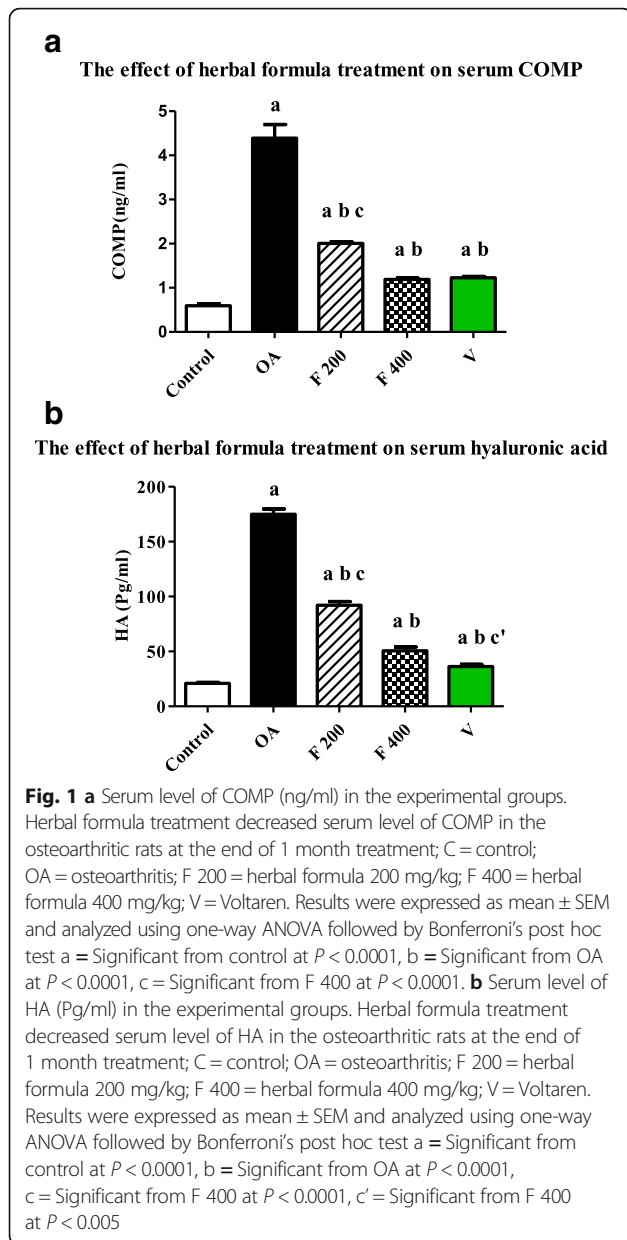 a
The effect of herbal formula treatment on serum COMP
COMP(ng/ml)
5
4
3
2
1
0
a
a b c
a b
a b
Control
OA
F 200
F 400
V
b
The effect of herbal formula treatment on serum hyaluronic acid
HA(Pg/ml)
200
150
100
50
0
a
a b c
a b
a b c'
Control
OA
F 200
F 400
V
Fig. 1 a Serum level of COMP (ng/ml) in the experimental groups.
Herbal formula treatment decreased serum level of COMP in the
osteoarthritic rats at the end of 1 month treatment; C = control;
OA = osteoarthritis; F 200 = herbal formula 200 mg/kg; F 400 = herbal
formula 400 mg/kg; V = Voltaren. Results were expressed as mean ± SEM
and analyzed using one-way ANOVA followed by Bonferroni's post hoc
test a = Significant from control at P < 0.0001, b = Significant from OA
at P < 0.0001, c = Significant from F 400 at P < 0.0001. b Serum level of
HA (Pg/ml) in the experimental groups. Herbal formula treatment
decreased serum level of HA in the osteoarthritic rats at the end of
1 month treatment; C = control; OA = osteoarthritis; F 200 = herbal
formula 200 mg/kg; F 400 = herbal formula 400 mg/kg; V = Voltaren.
Results were expressed as mean ± SEM and analyzed using one-way
ANOVA followed by Bonferroni's post hoc test a = Significant from
control at P < 0.0001, b = Significant from OA at P < 0.0001,
c = Significant from F 400 at P < 0.0001, c′ = Significant from F 400
at P < 0.005